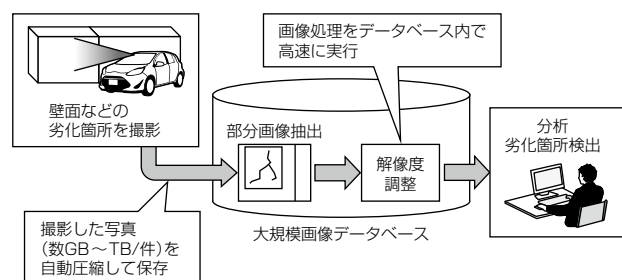 画像処理をデータベース内で
高速に実行
壁面などの
劣化箇所を撮影
部分画像抽出
解像度
調整
分析
劣化箇所検出
大規模画像データベース
撮影した写真
（数GB～TB/件）を
自動圧縮して保存